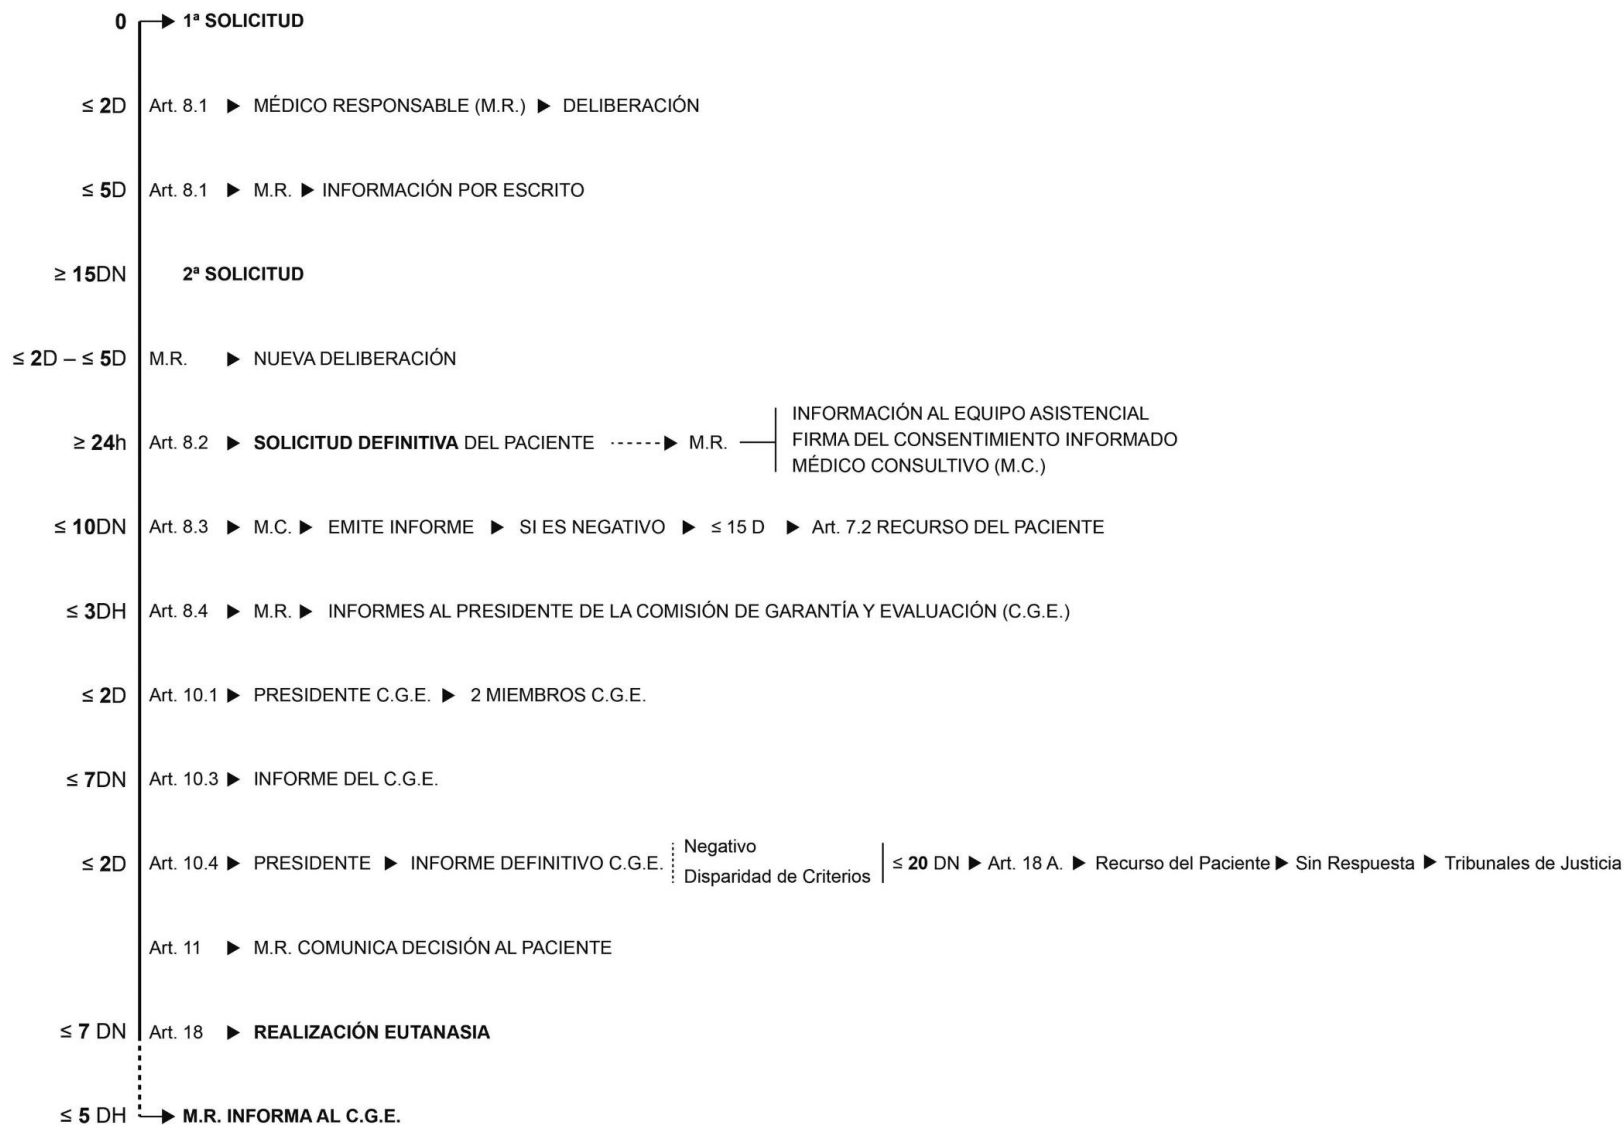 0 1ª SOLICITUD
≤ 2D Art. 8.1 ▶ MÉDICO RESPONSABLE (M.R.) ▶ DELIBERACIÓN
≤ 5D Art. 8.1 ▶ M.R. ▶ INFORMACIÓN POR ESCRITO
≥ 15DN 2ª SOLICITUD
≤ 2D – ≤ 5D M.R. ▶ NUEVA DELIBERACIÓN
≥ 24h Art. 8.2 ▶ SOLICITUD DEFINITIVA DEL PACIENTE ▶ M.R.
INFORMACIÓN AL EQUIPO ASISTENCIAL
FIRMA DEL CONSENTIMIENTO INFORMADO
MÉDICO CONSULTIVO (M.C.)
≤ 10DN Art. 8.3 ▶ M.C. ▶ EMITE INFORME ▶ SI ES NEGATIVO ▶ ≤ 15 D ▶ Art. 7.2 RECURSO DEL PACIENTE
≤ 3DH Art. 8.4 ▶ M.R. ▶ INFORMES AL PRESIDENTE DE LA COMISIÓN DE GARANTÍA Y EVALUACIÓN (C.G.E.)
≤ 2D Art. 10.1 ▶ PRESIDENTE C.G.E. ▶ 2 MIEMBROS C.G.E.
≤ 7DN Art. 10.3 ▶ INFORME DEL C.G.E.
≤ 2D Art. 10.4 ▶ PRESIDENTE ▶ INFORME DEFINITIVO C.G.E.
Negativo
Disparidad de Criterios
≤ 20 DN ▶ Art. 18 A. ▶ Recurso del Paciente ▶ Sin Respuesta ▶ Tribunales de Justicia
Art. 11 ▶ M.R. COMUNICA DECISIÓN AL PACIENTE
≤ 7 DN Art. 18 ▶ REALIZACIÓN EUTANASIA
≤ 5 DH M.R. INFORMA AL C.G.E.